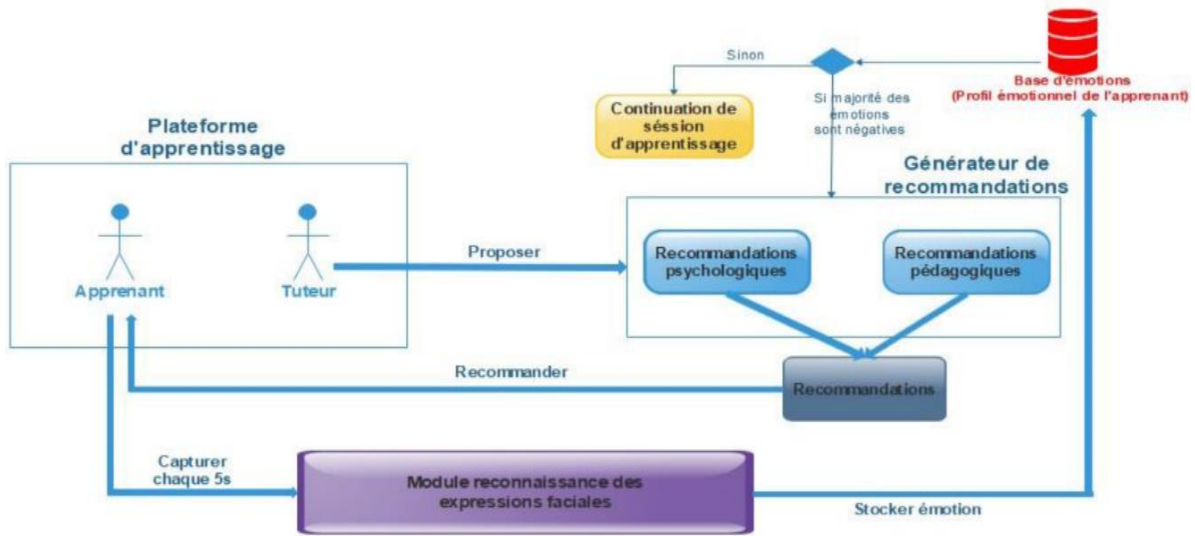 Sinon
Base d'émotions
(Profil émotionnel de l'apprenant)
Si majorité des
émotions
sont négatives
Continuation de
séssion
d'apprentissage
Plateforme
d'apprentissage
Générateur de
recommandations
Proposer
Recommandations
psychologiques
Recommandations
pédagogiques
Apprenant
Tuteur
Recommander
Recommandations
Capturer
chaque 5s
Module reconnaissance des
expressions faciales
Stocker émotion